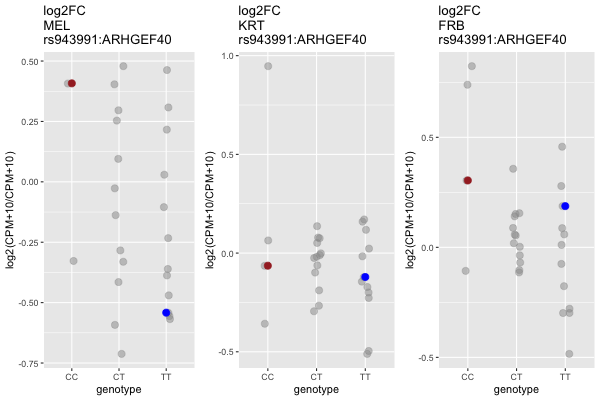 log2FC
MEL
rs943991:ARHGEF40
log2(CPM+10/CPM+10)
0.50
0.25
0.00
-0.25
-0.50
-0.75
CC CT TT
genotype
log2FC
KRT
rs943991:ARHGEF40
log2(CPM+10/CPM+10)
1.0
0.5
0.0
-0.5
CC CT TT
genotype
log2FC
FRB
rs943991:ARHGEF40
log2(CPM+10/CPM+10)
0.5
0.0
-0.5
CC CT TT
genotype